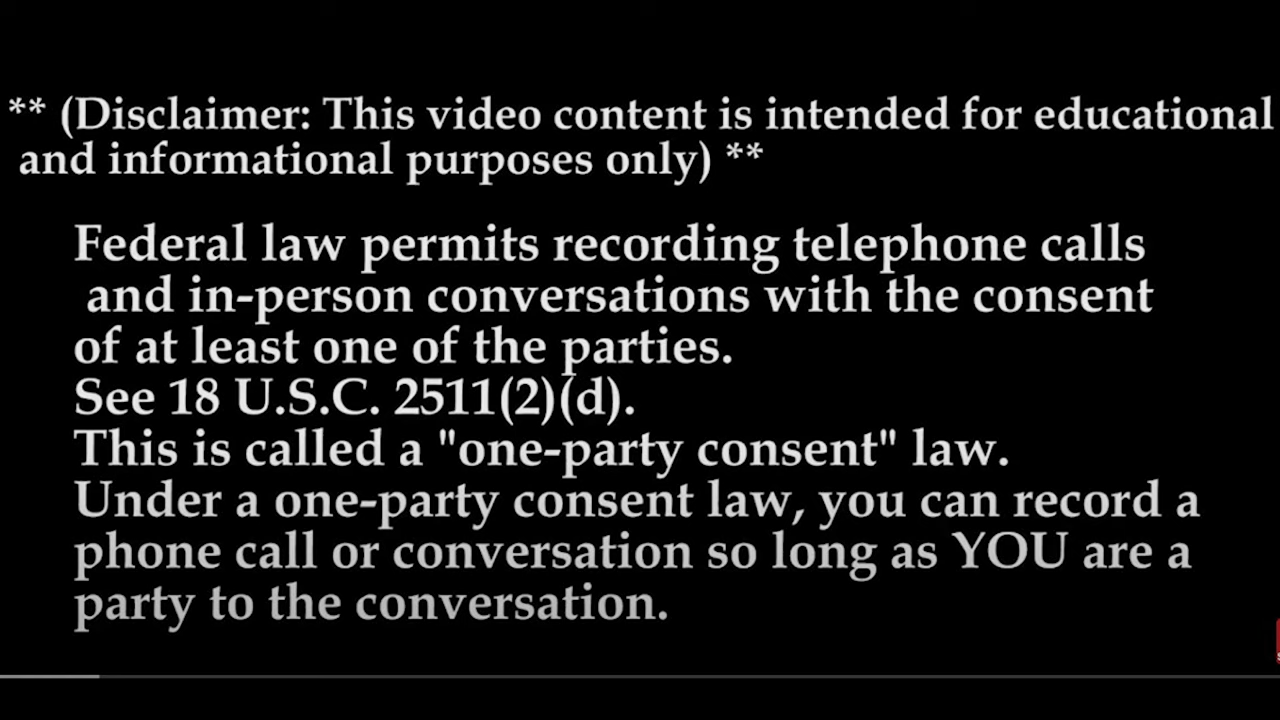 ** (Disclaimer: This video content is intended for educational
and informational purposes only) **
Federal law permits recording telephone calls
and in-person conversations with the consent
of at least one of the parties.
See 18 U.S.C. 2511(2)(d).
This is called a "one-party consent" law.
Under a one-party consent law, you can record a
phone call or conversation so long as YOU are a
party to the conversation.